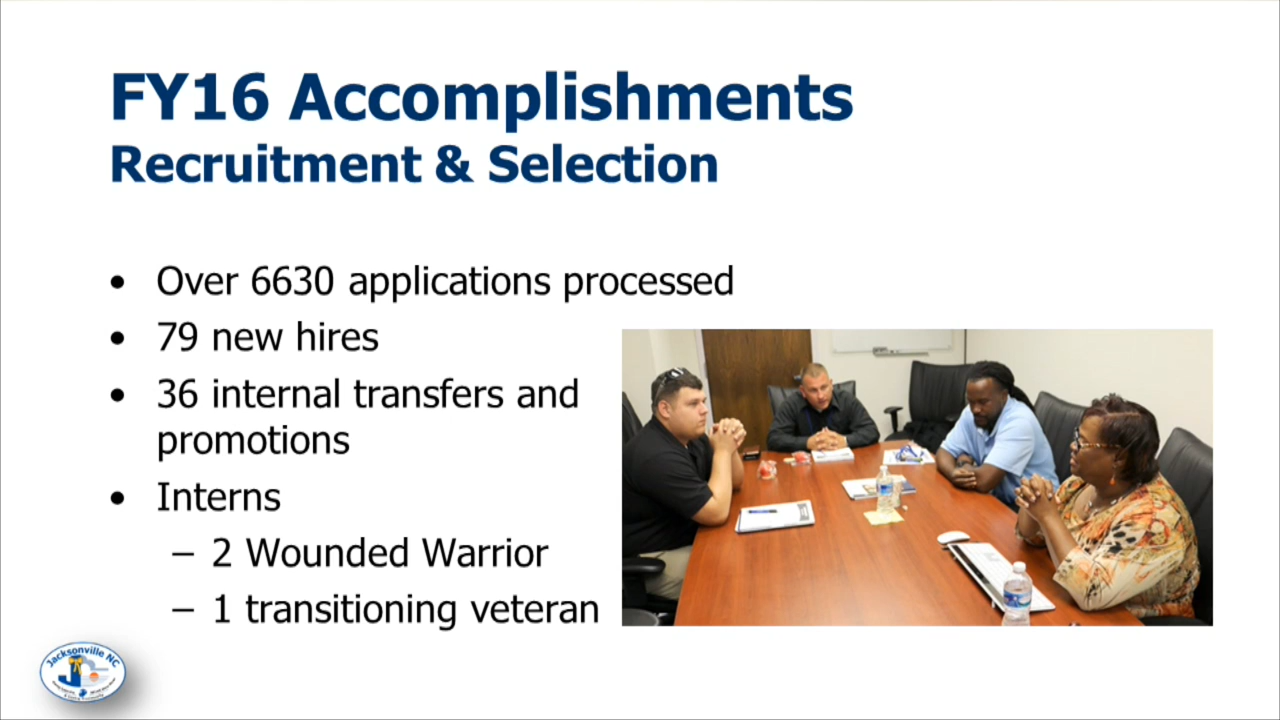 FY16 Accomplishments
Recruitment & Selection
• Over 6630 applications processed
• 79 new hires
• 36 internal transfers and
promotions
• Interns
– 2 Wounded Warrior
– 1 transitioning veteran
Jacksonville NC